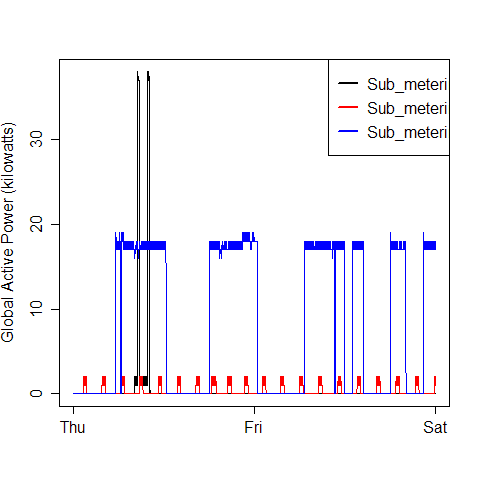 Sub_meteri
Sub_meteri
Sub_meteri
Global Active Power (kilowatts)
30
20
10
0
Thu Fri Sat